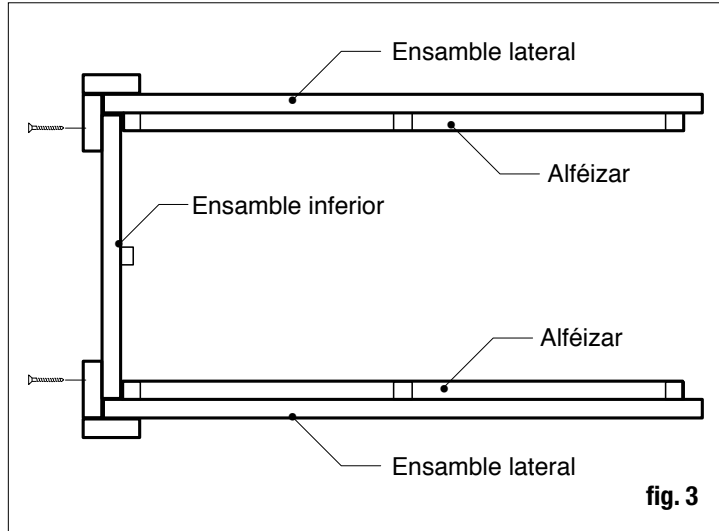 Ensamble lateral
Alféizar
Ensamble inferior
Alféizar
Ensamble lateral
fig. 3